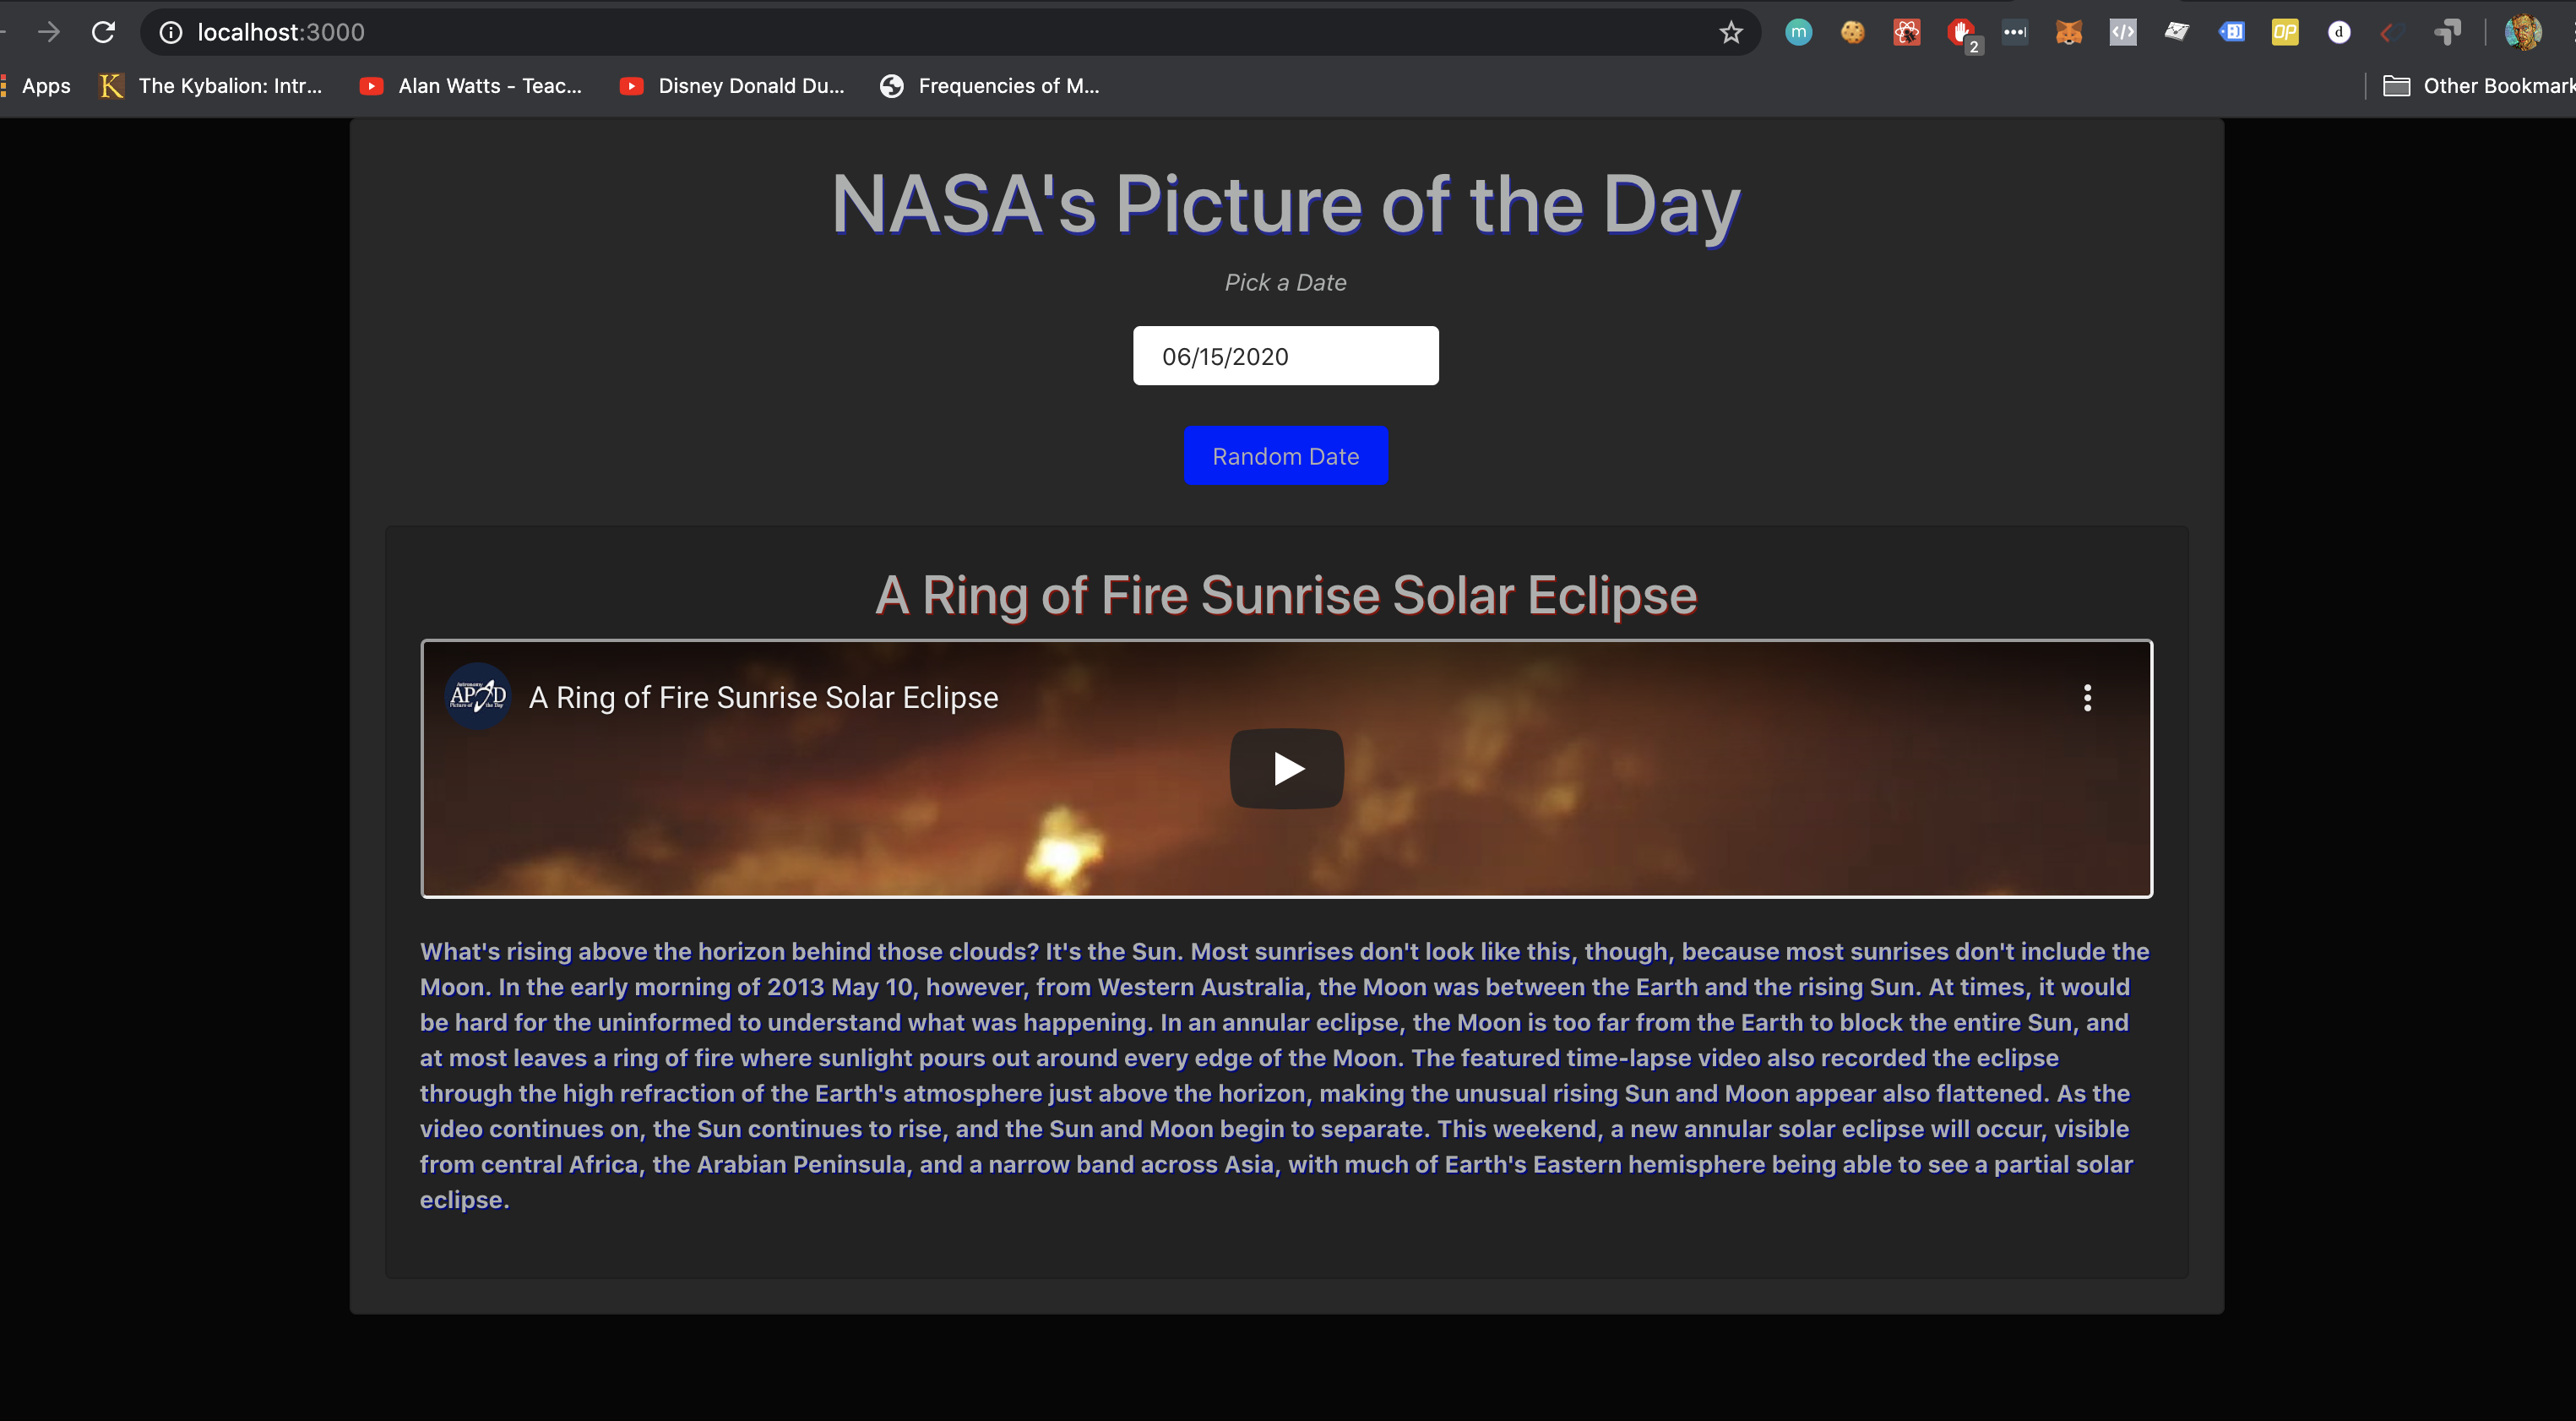 localhost:3000
m
2
OP
d
Apps
K The Kybalion: Intr...
Alan Watts - Teac...
Disney Donald Du...
Frequencies of M...
Other Bookmark
NASA's Picture of the Day
Pick a Date
06/15/2020
Random Date
A Ring of Fire Sunrise Solar Eclipse
Astronomy
APOD
Picture of the Day
A Ring of Fire Sunrise Solar Eclipse
What's rising above the horizon behind those clouds? It's the Sun. Most sunrises don't look like this, though, because most sunrises don't include the
Moon. In the early morning of 2013 May 10, however, from Western Australia, the Moon was between the Earth and the rising Sun. At times, it would
be hard for the uninformed to understand what was happening. In an annular eclipse, the Moon is too far from the Earth to block the entire Sun, and
at most leaves a ring of fire where sunlight pours out around every edge of the Moon. The featured time-lapse video also recorded the eclipse
through the high refraction of the Earth's atmosphere just above the horizon, making the unusual rising Sun and Moon appear also flattened. As the
video continues on, the Sun continues to rise, and the Sun and Moon begin to separate. This weekend, a new annular solar eclipse will occur, visible
from central Africa, the Arabian Peninsula, and a narrow band across Asia, with much of Earth's Eastern hemisphere being able to see a partial solar
eclipse.